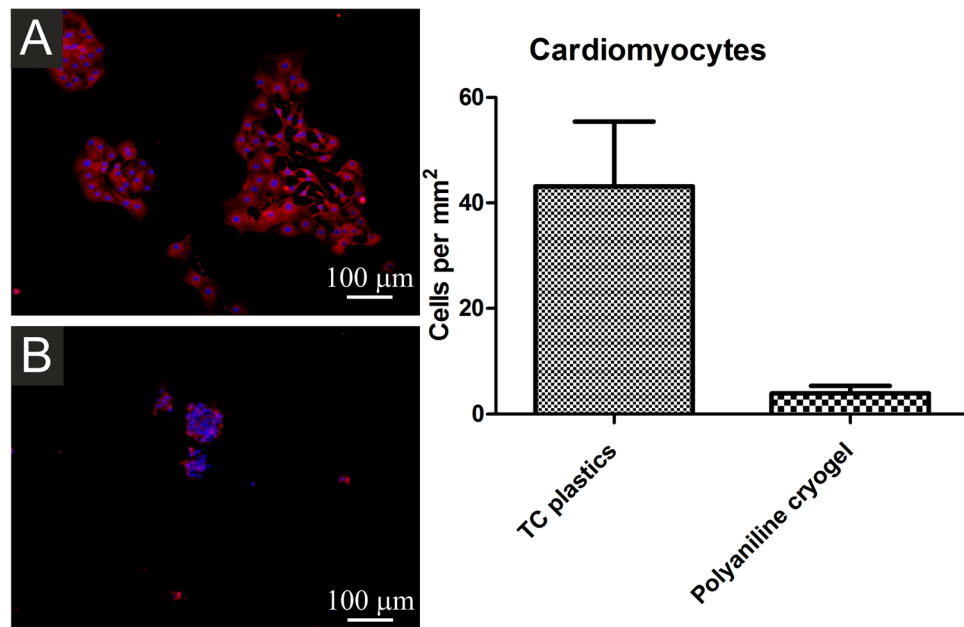 A
100 μm
B
100 μm
Cardiomyocytes
Cells per mm²
60
40
20
0
TC plastics
Polyaniline cryogel